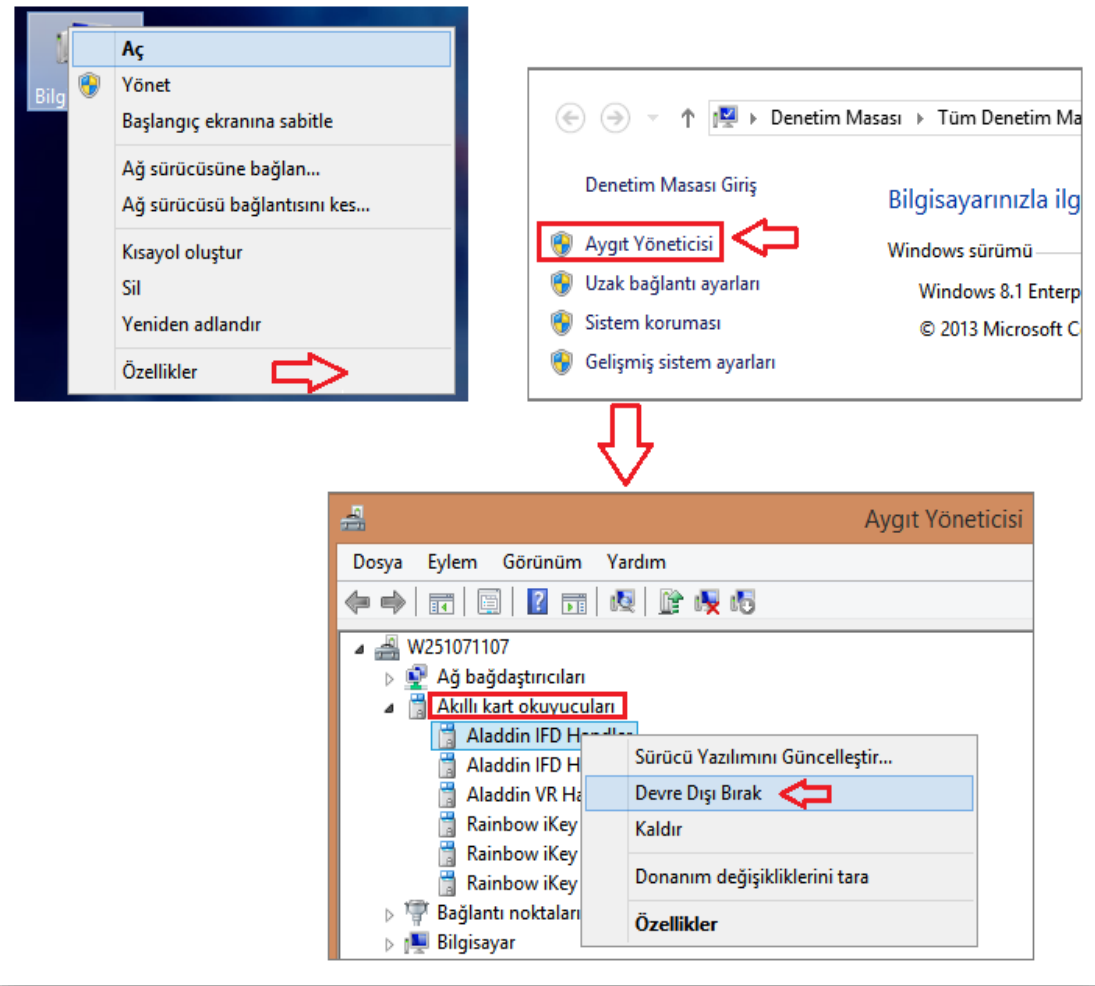 Bilg
Aç
Yönet
Başlangıç ekranına sabitle
Ağ sürücüsüne bağlan...
Ağ sürücüsü bağlantısını kes...
Kısayol oluştur
Sil
Yeniden adlandır
Özellikler
Denetim Masası Tüm Denetim Ma
Denetim Masası Giriş
Aygıt Yöneticisi
Uzak bağlantı ayarları
Sistem koruması
Gelişmiş sistem ayarları
Bilgisayarınızla ilg
Windows sürümü
Windows 8.1 Enterp
© 2013 Microsoft C
Aygıt Yöneticisi
Dosya Eylem Görünüm Yardım
W251071107
Ağ bağdaştırıcıları
Akıllı kart okuyucuları
Aladdin IFD Handler
Aladdin IFD H
Aladdin VR Ha
Rainbow iKey
Rainbow iKey
Rainbow iKey
Bağlantı noktaları
Bilgisayar
Sürücü Yazılımını Güncelleştir...
Devre Dışı Bırak
Kaldır
Donanım değişikliklerini tara
Özellikler